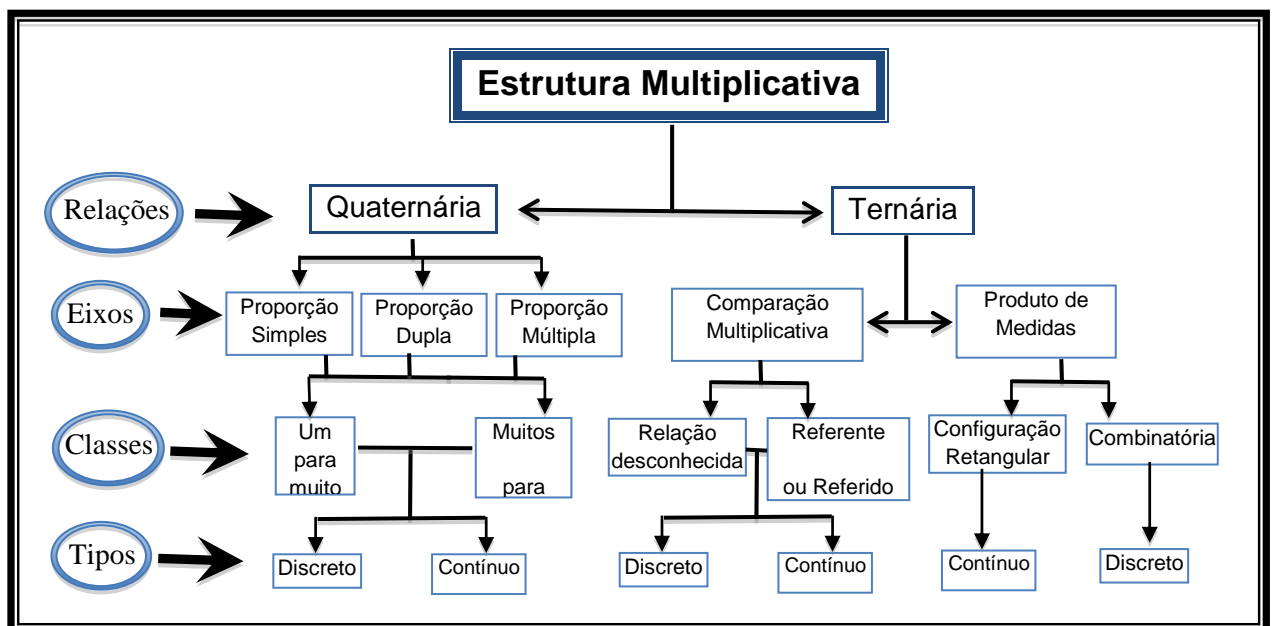 Estrutura Multiplicativa
Relações
Quaternária
Ternária
Eixos
Proporção
Simples
Proporção
Dupla
Proporção
Múltipla
Comparação
Multiplicativa
Produto de
Medidas
Classes
Um
para
muito
Muitos
para
Relação
desconhecida
Referente
ou Referido
Configuração
Retangular
Combinatória
Tipos
Discreto
Contínuo
Discreto
Contínuo
Contínuo
Discreto